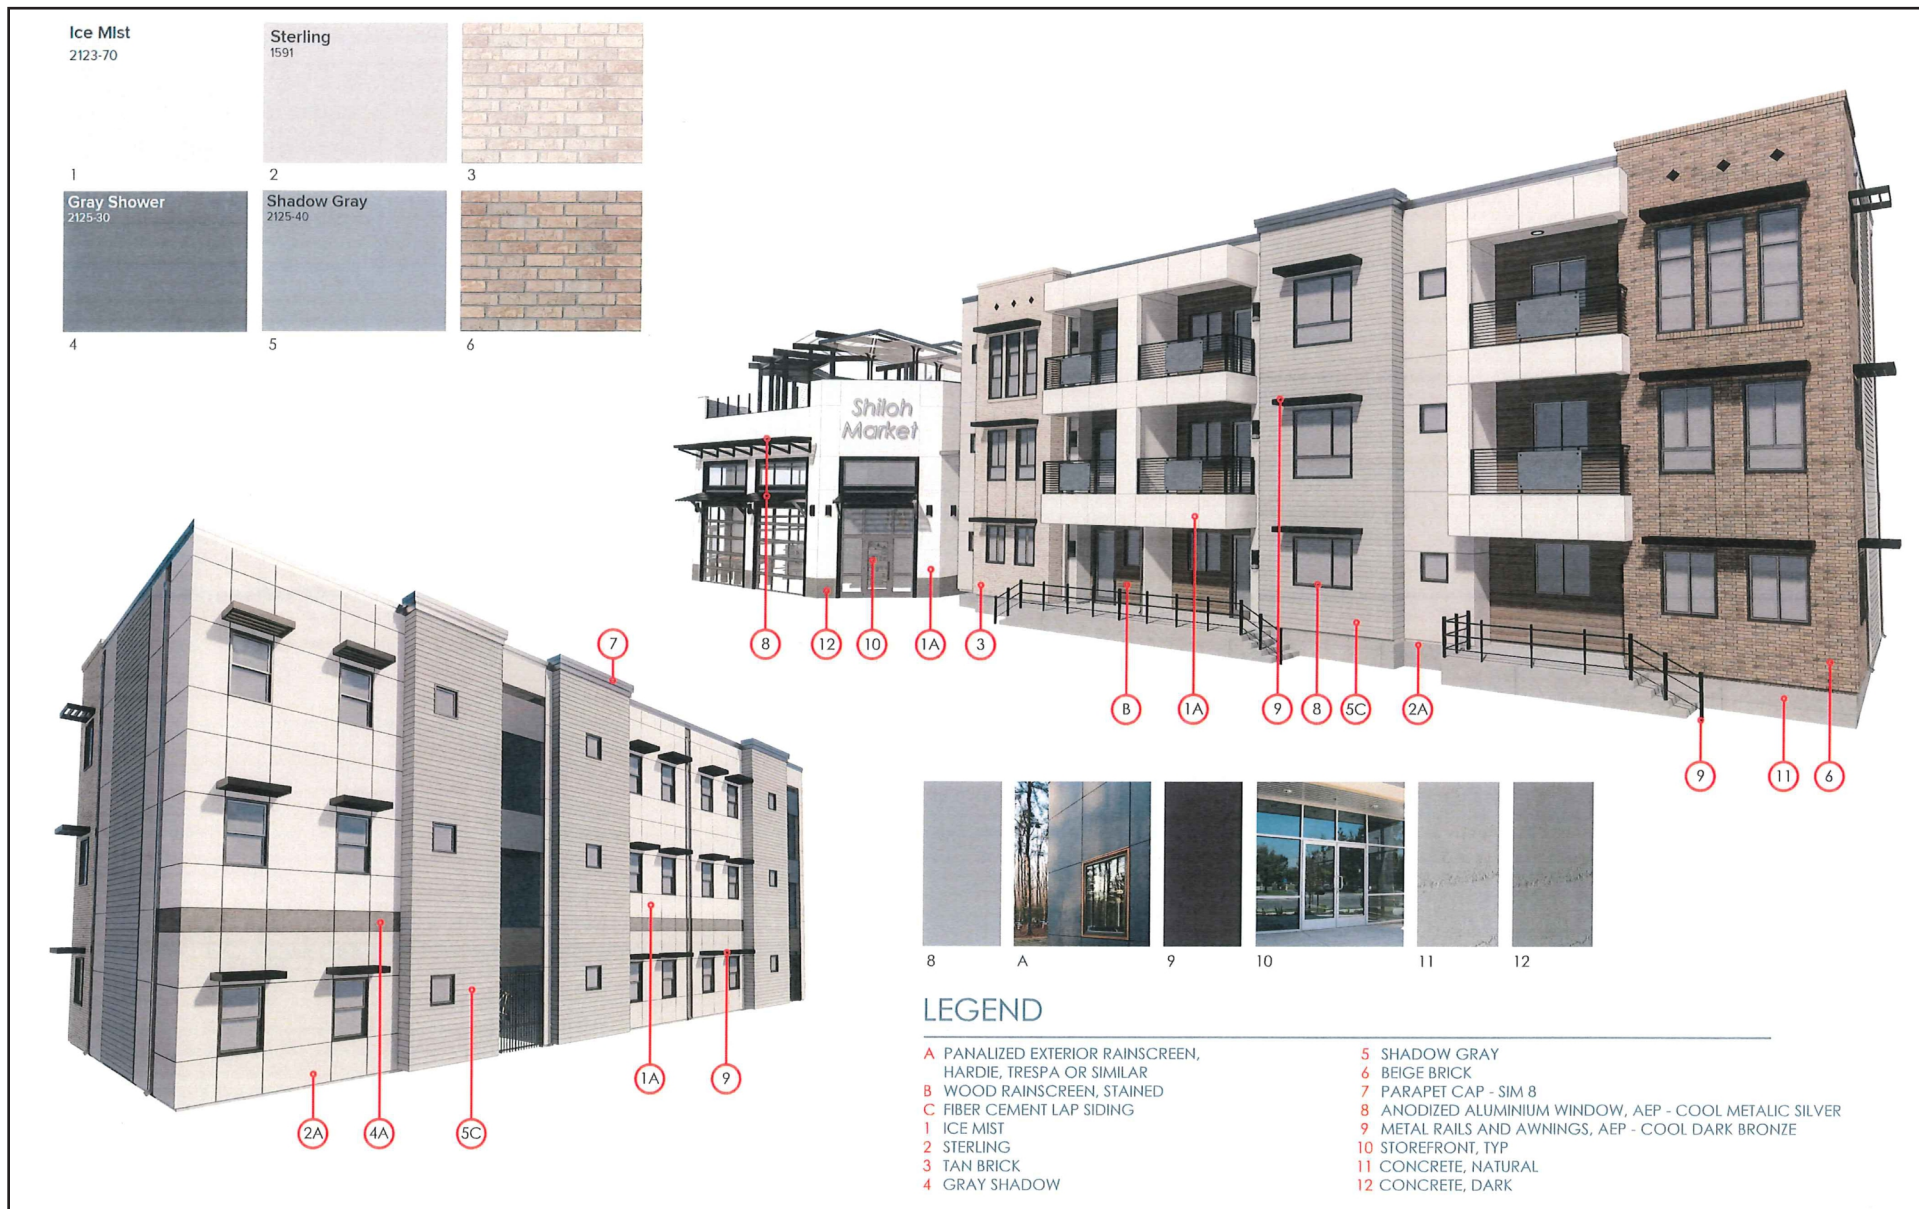 Ice Mist
2123-70
Sterling
1591
1
2
3
Gray Shower
2125-30
Shadow Gray
2125-40
4
5
6
Shiloh
Market
8
12
10
1A
3
B
1A
9
8
5C
2A
9
11
6
7
2A
4A
5C
1A
9
8
A
9
10
11
12
LEGEND
A PANALIZED EXTERIOR RAINSCREEN,
HARDIE, TRESPA OR SIMILAR
B WOOD RAINSCREEN, STAINED
C FIBER CEMENT LAP SIDING
1 ICE MIST
2 STERLING
3 TAN BRICK
4 GRAY SHADOW
5 SHADOW GRAY
6 BEIGE BRICK
7 PARAPET CAP - SIM 8
8 ANODIZED ALUMINIUM WINDOW, AEP - COOL METALIC SILVER
9 METAL RAILS AND AWNINGS, AEP - COOL DARK BRONZE
10 STOREFRONT, TYP
11 CONCRETE, NATURAL
12 CONCRETE, DARK